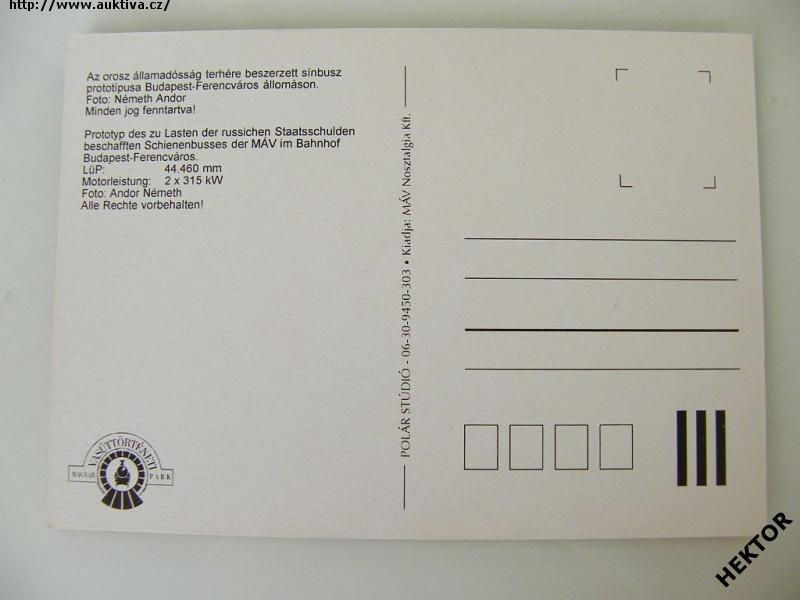 http://www.auktiva.cz/
Az orosz államadósság terhére beszerzett sínbusz
prototípusa Budapest-Ferencváros állomáson.
Foto: Németh Andor
Minden jog fenntartva!
Prototyp des zu Lasten der russichen Staatsschulden
beschafften Schienenbusses der MÁV im Bahnhof
Budapest-Ferencváros.
LüP: 44.460 mm
Motorleistung: 2 x 315 kW
Foto: Andor Németh
Alle Rechte vorbehalten!
POLÁR STÚDIÓ - 06-30-9450-303 • Kiadja: MÁV Nosztalgia Kft.
VASÚTTÖRTÉNETI
MAGYAR PARK
HEKTOR